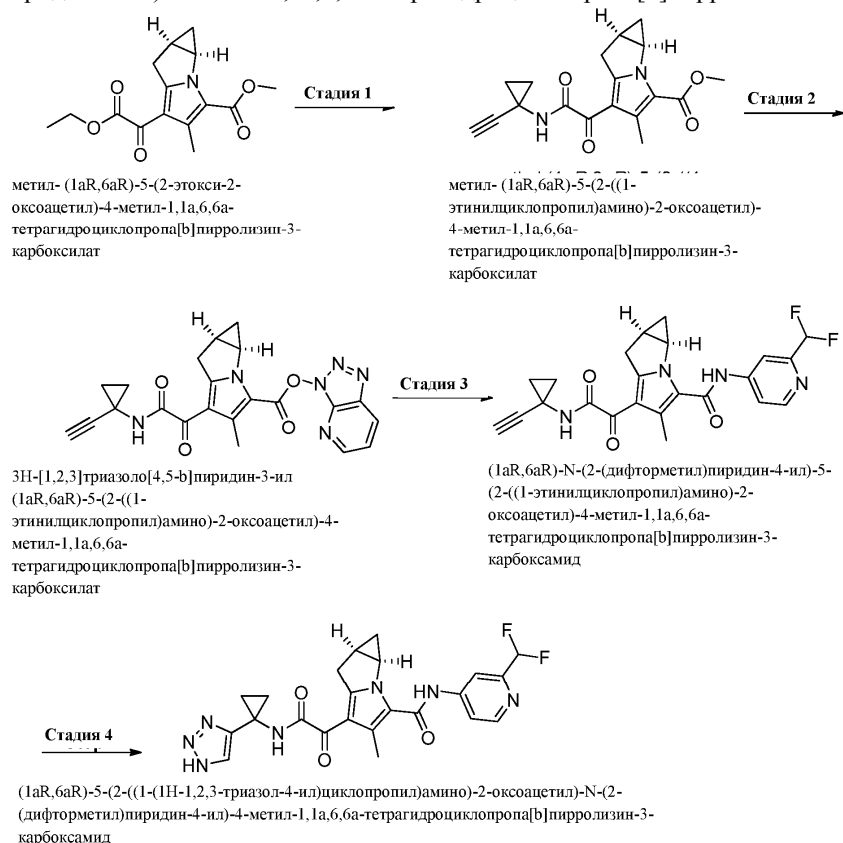 H
H
N
O
O
O
O
O
Стадия 1
H
H
N
O
O
N
H
O
O
O
Стадия 2
метил- (1aR,6aR)-5-(2-этокси-2-
оксоацетил)-4-метил-1,1a,6,6a-
тетрагидроциклопропа[b]пирролизин-3-
карбоксилат
метил- (1aR,6aR)-5-(2-((1-
этинилциклопропил)амино)-2-оксоацетил)-
4-метил-1,1a,6,6a-
тетрагидроциклопропа[b]пирролизин-3-
карбоксилат
H
H
N
O
O
N
H
O
O
N
N
N
N
Стадия 3
H
H
N
O
O
N
H
HN
O
N
F
F
3H-[1,2,3]триазоло[4,5-b]пиридин-3-ил
(1aR,6aR)-5-(2-((1-
этинилциклопропил)амино)-2-оксоацетил)-4-
метил-1,1a,6,6a-
тетрагидроциклопропа[b]пирролизин-3-
карбоксилат
(1aR,6aR)-N-(2-(дифторметил)пиридин-4-ил)-5-
(2-((1-этинилциклопропил)амино)-2-
оксоацетил)-4-метил-1,1a,6,6a-
тетрагидроциклопропа[b]пирролизин-3-
карбоксамид
Стадия 4
H
H
N
O
O
N
H
N
N
HN
HN
O
N
F
F
(1aR,6aR)-5-(2-((1-(1H-1,2,3-триазол-4-ил)циклопропил)амино)-2-оксоацетил)-N-(2-
(дифторметил)пиридин-4-ил)-4-метил-1,1a,6,6a-тетрагидроциклопропа[b]пирролизин-3-
карбоксамид